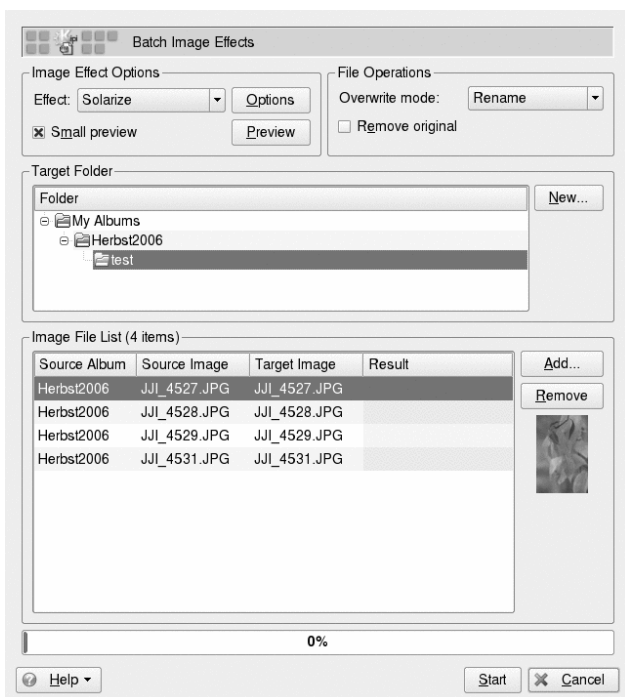 Batch Image Effects
Image Effect Options
File Operations
Effect: Solarize Options
Overwrite mode: Rename
Small preview Preview
Remove original
Target Folder
Folder
New...
My Albums
Herbst2006
test
Image File List (4 items)
Source Album Source Image Target Image Result
Add...
Herbst2006 JJI_4527.JPG JJI_4527.JPG
Remove
Herbst2006 JJI_4528.JPG JJI_4528.JPG
Herbst2006 JJI_4529.JPG JJI_4529.JPG
Herbst2006 JJI_4531.JPG JJI_4531.JPG
0%
Help Start Cancel